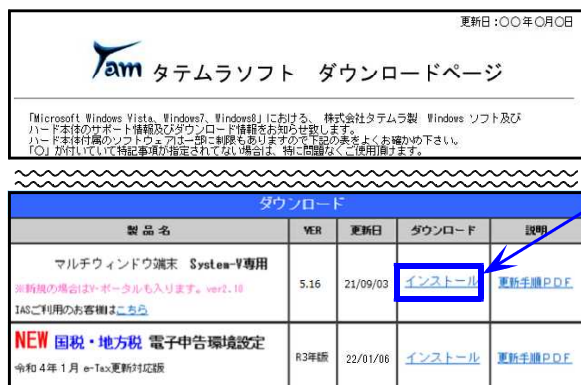 更新日:〇〇年〇月〇日
Tam タテムラソフト ダウンロードページ
「Microsoft Windows Vista、Windows7、Windows8」における、株式会社タテムラ製 Windows ソフト及び
ハード本体のサポート情報及びダウンロード情報をお知らせ致します。
ハード本体付属のソフトウェアは一部に制限もありますので下記の表をよくお確かめ下さい。
「〇」が付いていて特記事項が指定されてない場合は、特に問題なくご使用頂けます。
ダウンロード
製品名 VER 更新日 ダウンロード 説明
マルチウィンドウ端末 System-V専用
※新規の場合はV-ポータルも入ります。ver2.10
IASご利用のお客様はこちら
5.16 21/09/03 インストール 更新手順PDF
NEW 国税・地方税 電子申告環境設定
令和4年1月 e-Tax更新対応版
R3年版 22/01/06 インストール 更新手順PDF